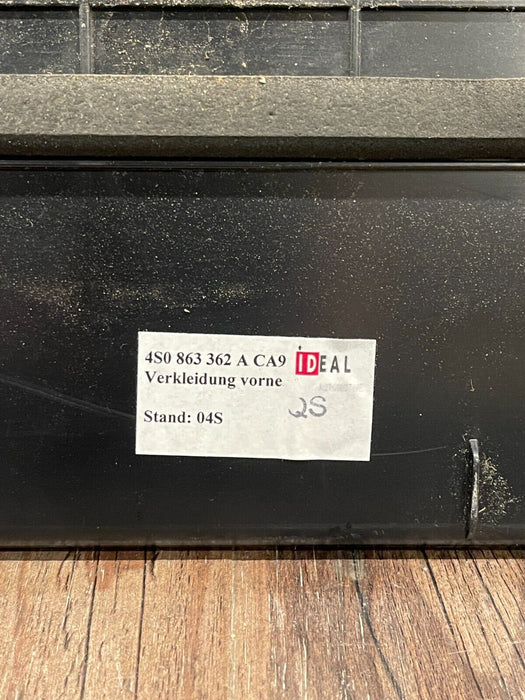 4S0 863 362 A CA9 iDEAL
Verkleidung vorne
Stand: 04S
QS